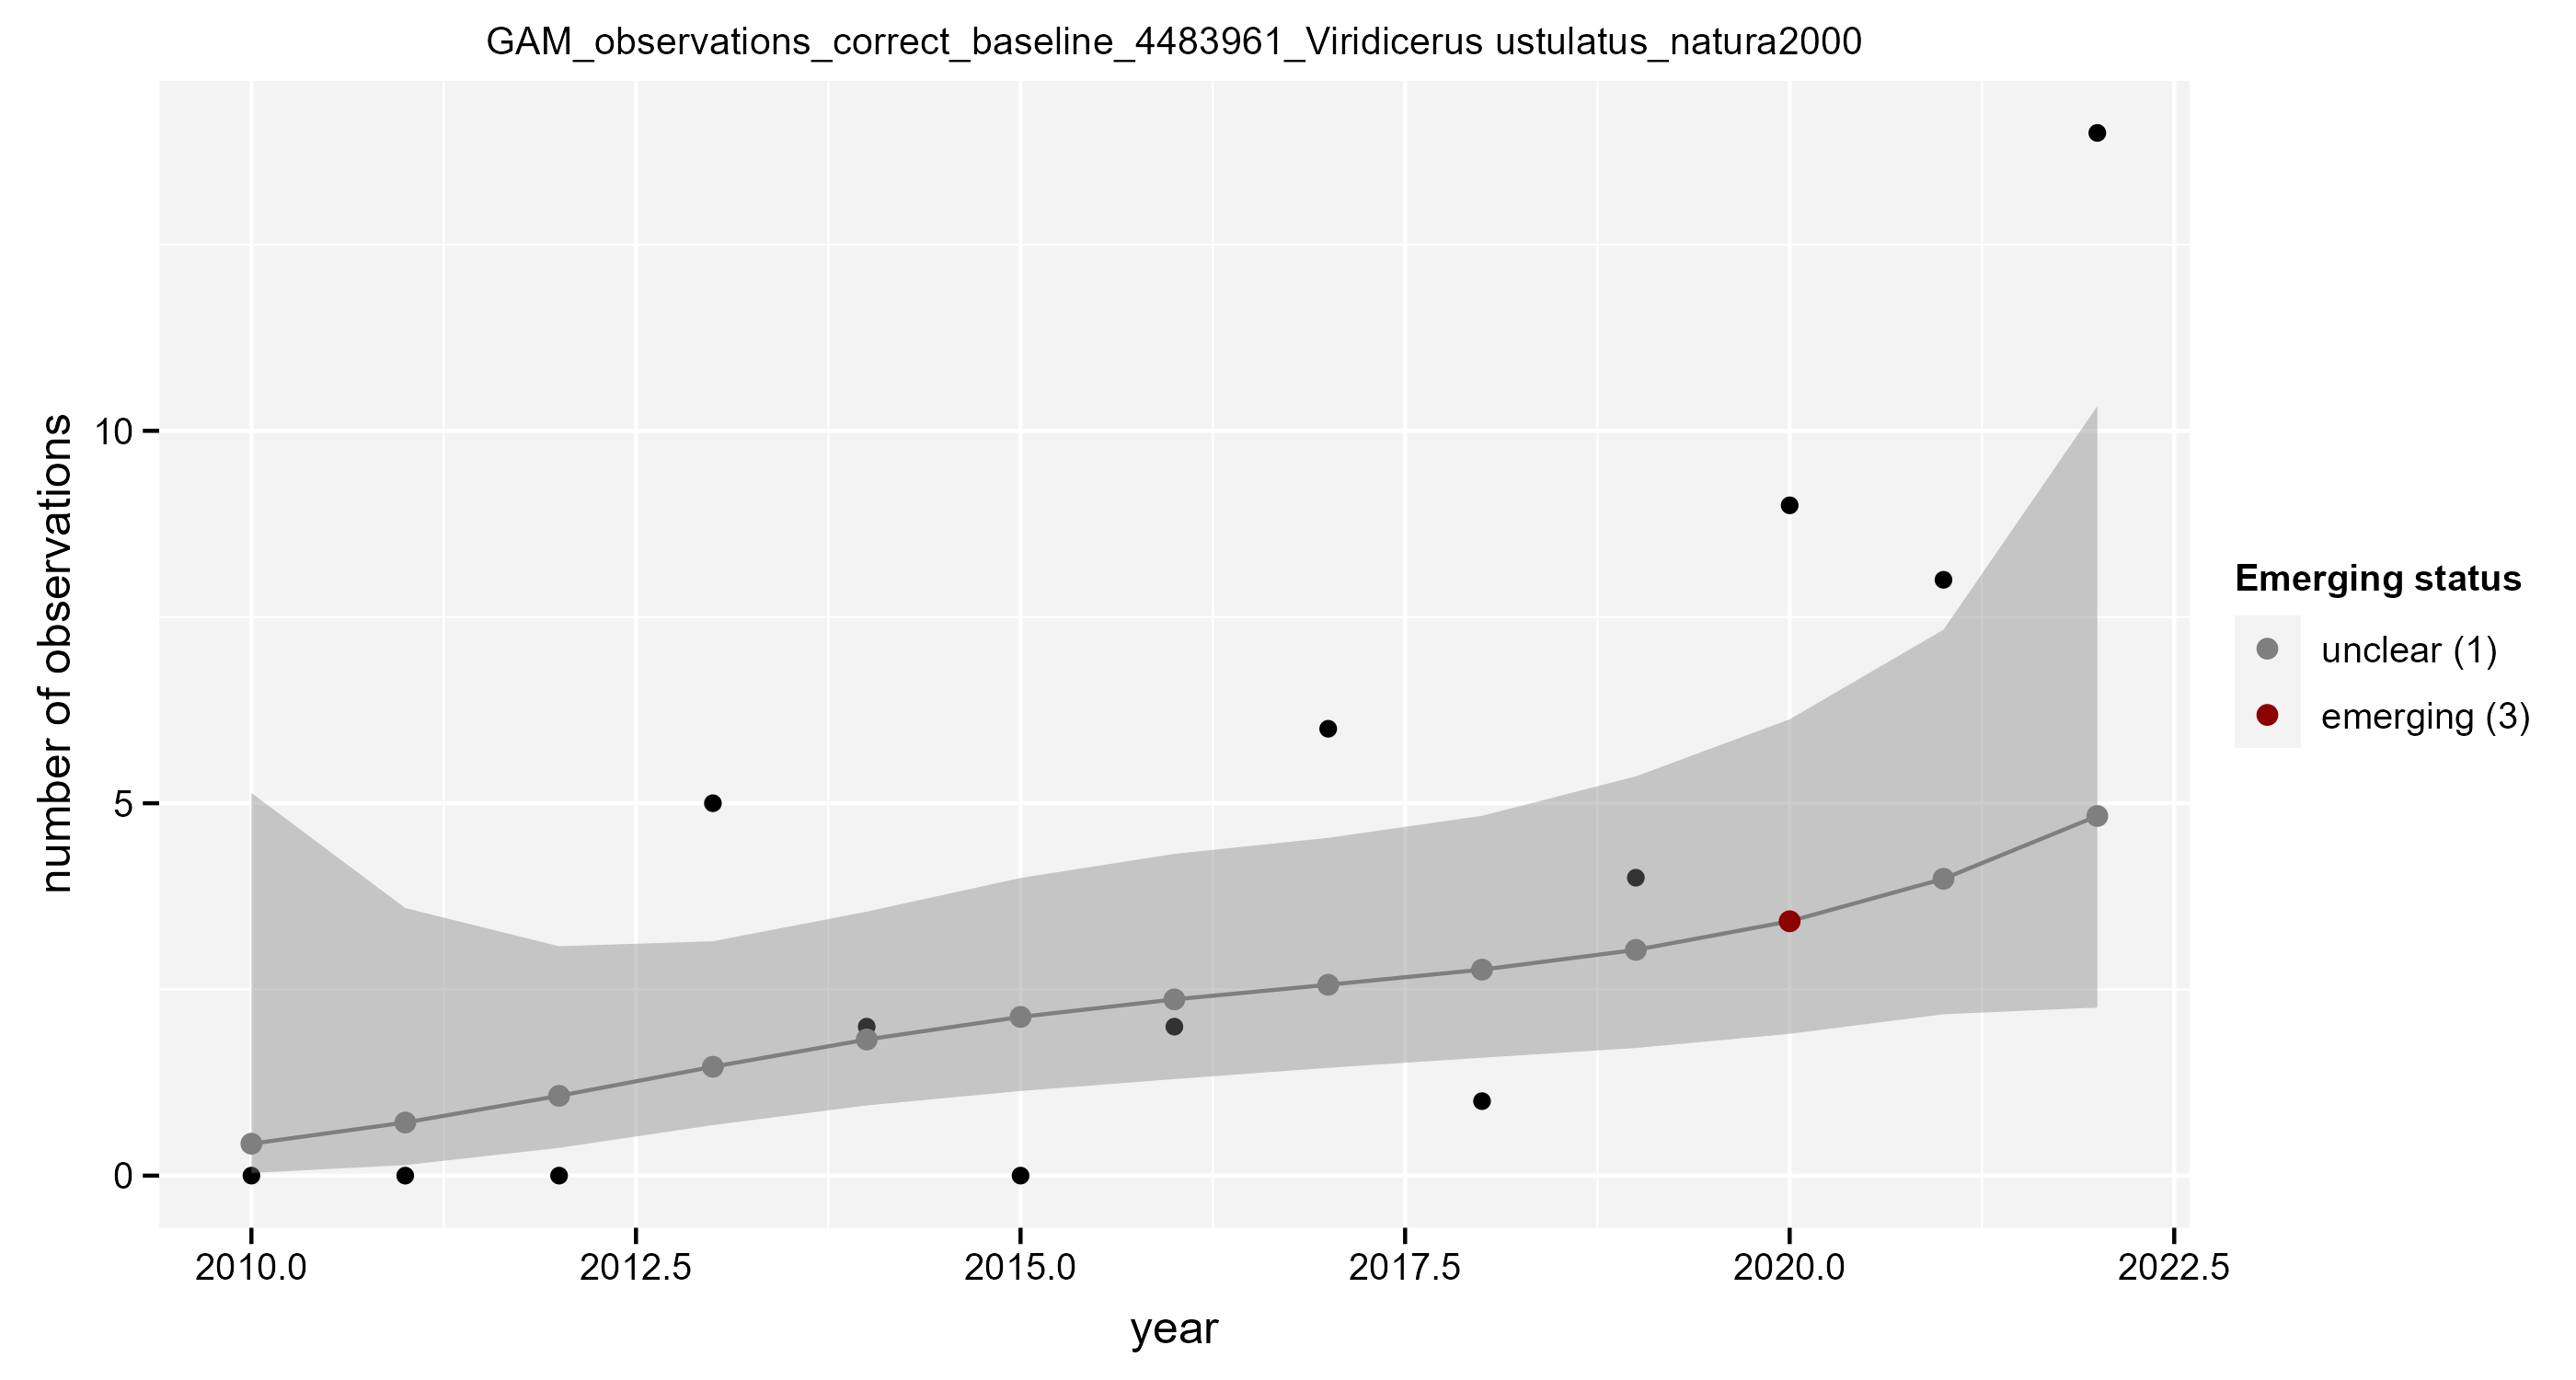 GAM_observations_correct_baseline_4483961_Viridicerus ustulatus_natura2000
number of observations
10
5
0
2010.0 2012.5 2015.0 2017.5 2020.0 2022.5
year
Emerging status
unclear (1)
emerging (3)